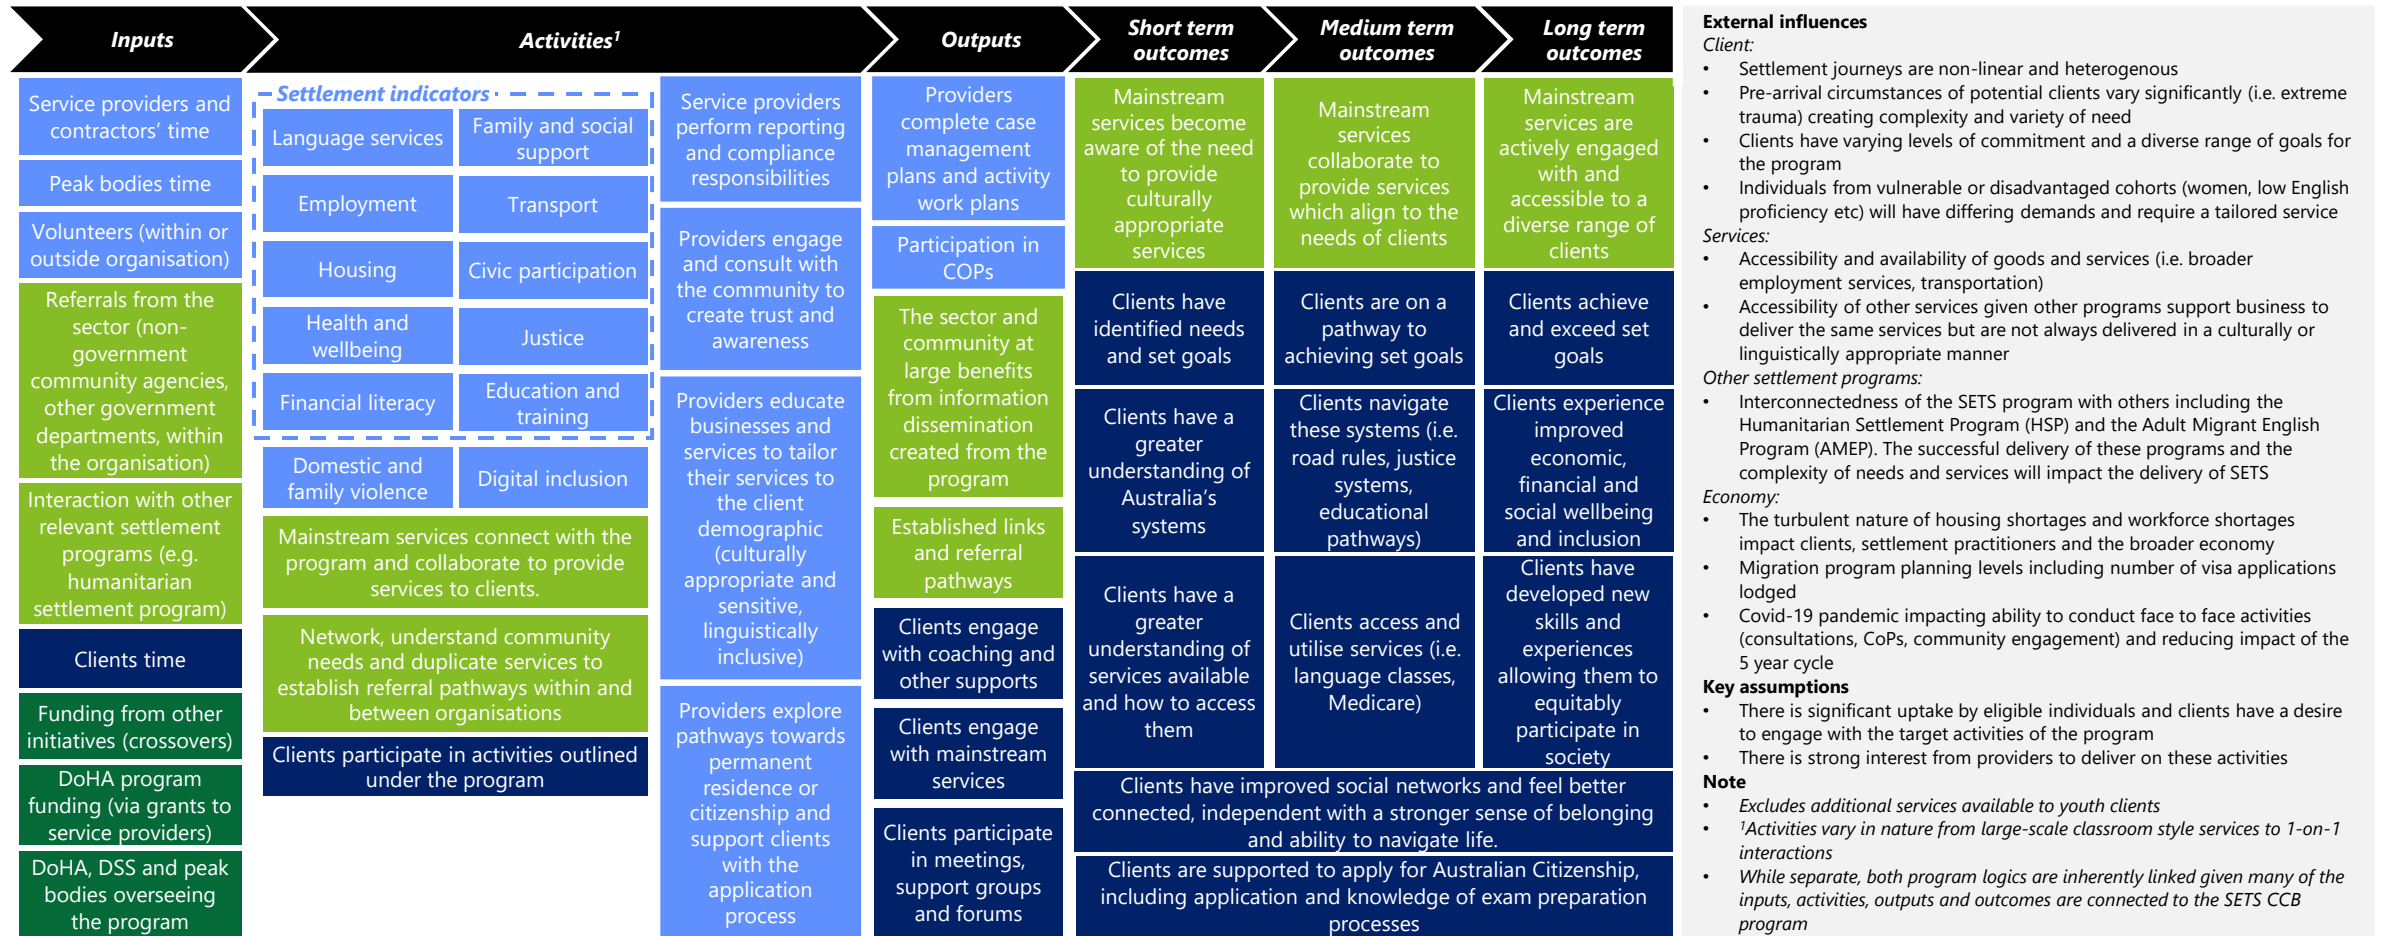 Inputs
Activities1
Outputs
Short term
outcomes
Medium term
outcomes
Long term
outcomes
Service providers and
contractors’ time
Peak bodies time
Volunteers (within or
outside organisation)
Referrals from the
sector (non-
government
community agencies,
other government
departments, within
the organisation)
Interaction with other
relevant settlement
programs (e.g.
humanitarian
settlement program)
Clients time
Funding from other
initiatives (crossovers)
DoHA program
funding (via grants to
service providers)
DoHA, DSS and peak
bodies overseeing
the program
Settlement indicators
Language services
Family and social
support
Employment
Transport
Housing
Civic participation
Health and
wellbeing
Justice
Financial literacy
Education and
training
Domestic and
family violence
Digital inclusion
Mainstream services connect with the
program and collaborate to provide
services to clients.
Network, understand community
needs and duplicate services to
establish referral pathways within and
between organisations
Clients participate in activities outlined
under the program
Service providers
perform reporting
and compliance
responsibilities
Providers engage
and consult with
the community to
create trust and
awareness
Providers educate
businesses and
services to tailor
their services to
the client
demographic
(culturally
appropriate and
sensitive,
linguistically
inclusive)
Providers explore
pathways towards
permanent
residence or
citizenship and
support clients
with the
application
process
Providers
complete case
management
plans and activity
work plans
Participation in
COPs
The sector and
community at
large benefits
from information
dissemination
created from the
program
Established links
and referral
pathways
Clients engage
with coaching and
other supports
Clients engage
with mainstream
services
Clients participate
in meetings,
support groups
and forums
Mainstream
services become
aware of the need
to provide
culturally
appropriate
services
Clients have
identified needs
and set goals
Clients have a
greater
understanding of
Australia’s
systems
Clients have a
greater
understanding of
services available
and how to access
them
Mainstream
services
collaborate to
provide services
which align to the
needs of clients
Clients are on a
pathway to
achieving set goals
Clients navigate
these systems (i.e.
road rules, justice
systems,
educational
pathways)
Clients access and
utilise services (i.e.
language classes,
Medicare)
Mainstream
services are
actively engaged
with and
accessible to a
diverse range of
clients
Clients achieve
and exceed set
goals
Clients experience
improved
economic,
financial and
social wellbeing
and inclusion
Clients have
developed new
skills and
experiences
allowing them to
equitably
participate in
society
Clients have improved social networks and feel better
connected, independent with a stronger sense of belonging
and ability to navigate life.
Clients are supported to apply for Australian Citizenship,
including application and knowledge of exam preparation
processes
External influences
Client:
• Settlement journeys are non-linear and heterogenous
• Pre-arrival circumstances of potential clients vary significantly (i.e. extreme
trauma) creating complexity and variety of need
• Clients have varying levels of commitment and a diverse range of goals for
the program
• Individuals from vulnerable or disadvantaged cohorts (women, low English
proficiency etc) will have differing demands and require a tailored service
Services:
• Accessibility and availability of goods and services (i.e. broader
employment services, transportation)
• Accessibility of other services given other programs support business to
deliver the same services but are not always delivered in a culturally or
linguistically appropriate manner
Other settlement programs:
• Interconnectedness of the SETS program with others including the
Humanitarian Settlement Program (HSP) and the Adult Migrant English
Program (AMEP). The successful delivery of these programs and the
complexity of needs and services will impact the delivery of SETS
Economy:
• The turbulent nature of housing shortages and workforce shortages
impact clients, settlement practitioners and the broader economy
• Migration program planning levels including number of visa applications
lodged
• Covid-19 pandemic impacting ability to conduct face to face activities
(consultations, CoPs, community engagement) and reducing impact of the
5 year cycle
Key assumptions
• There is significant uptake by eligible individuals and clients have a desire
to engage with the target activities of the program
• There is strong interest from providers to deliver on these activities
Note
• Excludes additional services available to youth clients
• 1Activities vary in nature from large-scale classroom style services to 1-on-1
interactions
• While separate, both program logics are inherently linked given many of the
inputs, activities, outputs and outcomes are connected to the SETS CCB
program